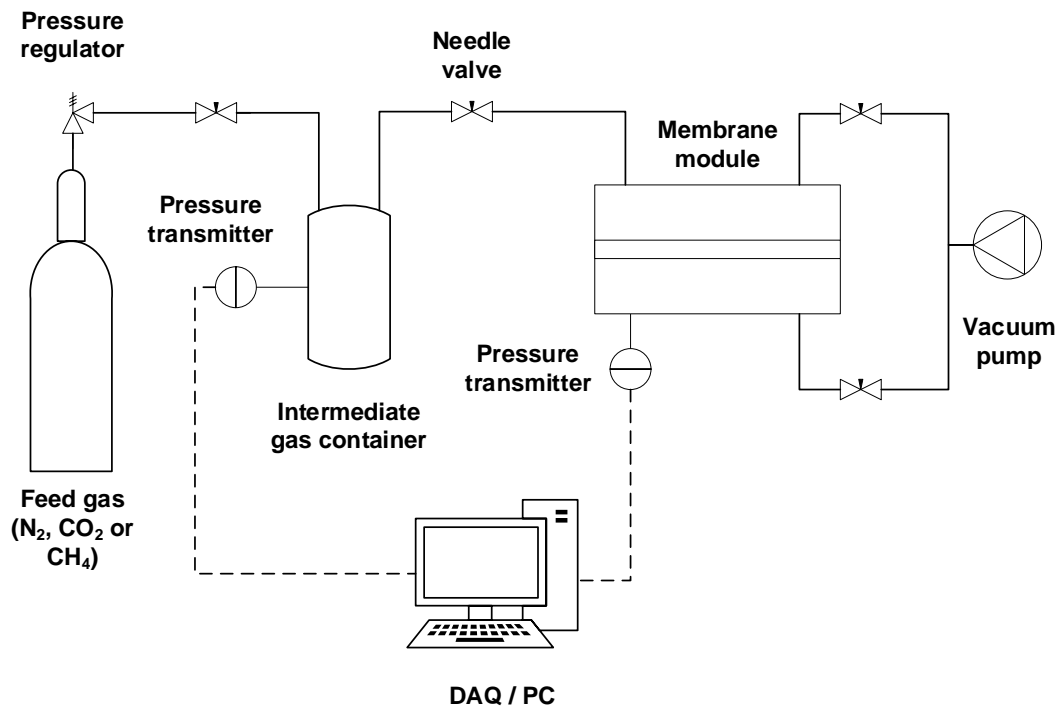 Pressure
regulator
Needle
valve
Membrane
module
Pressure
transmitter
Vacuum
pump
Pressure
transmitter
Intermediate
gas container
Feed gas
(N₂, CO₂ or
CH₄)
DAQ / PC